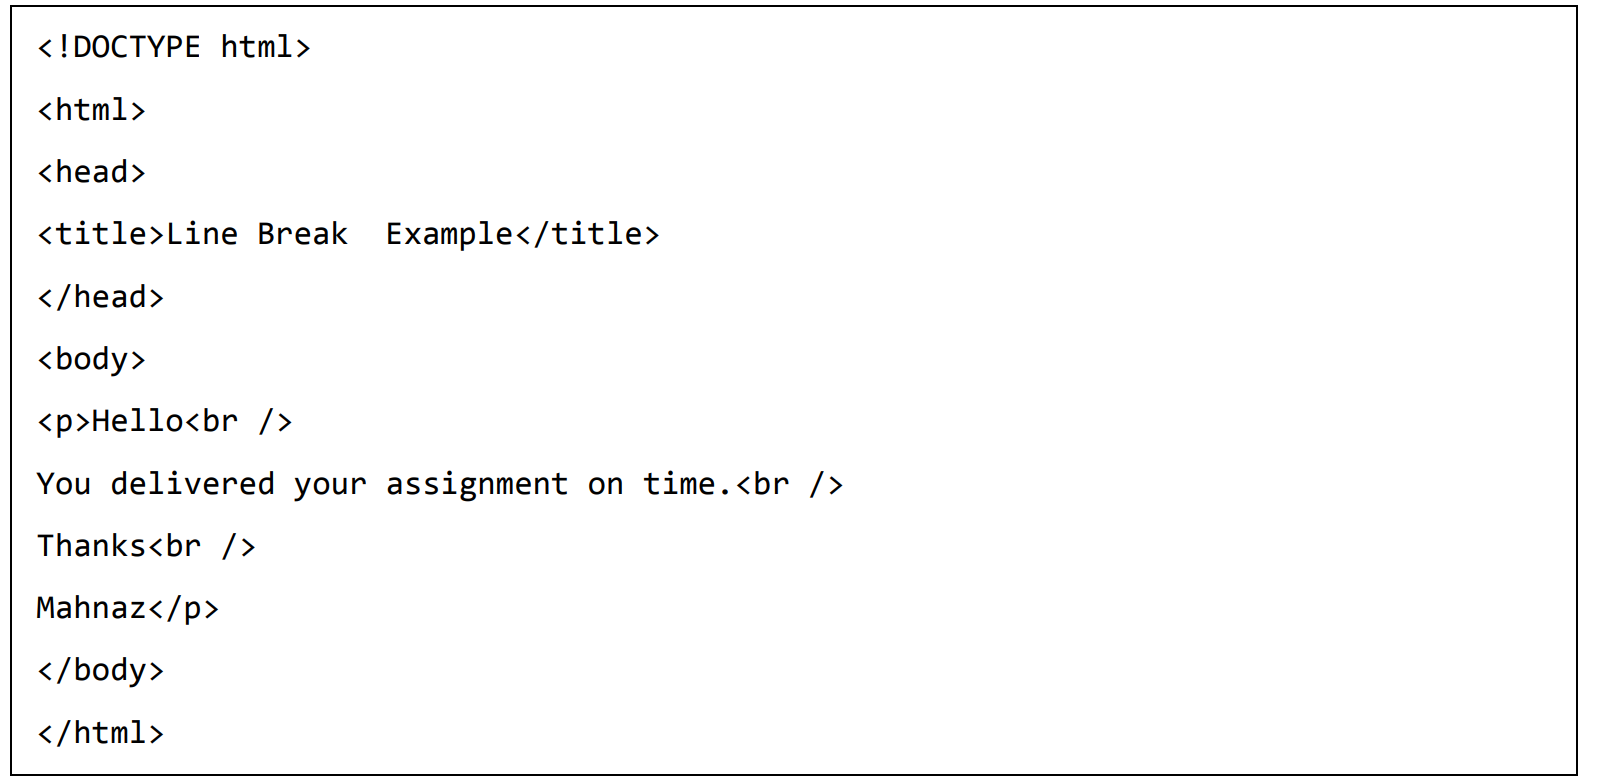 <!DOCTYPE html>
<html>
<head>
<title>Line Break  Example</title>
</head>
<body>
<p>Hello<br />
You delivered your assignment on time.<br />
Thanks<br />
Mahnaz</p>
</body>
</html>